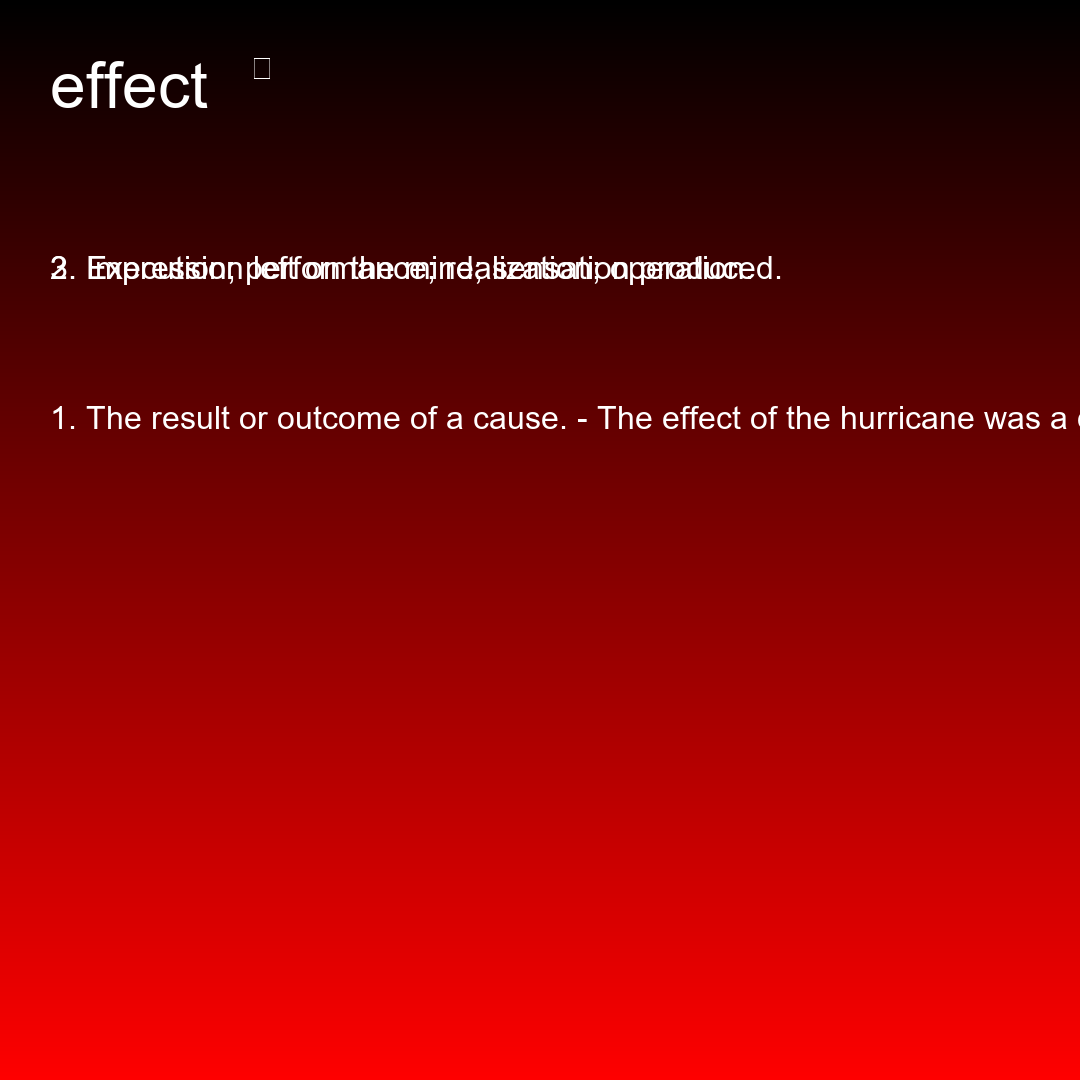 effect
2. Impression left on the mind; sensation produced.
3. Execution; performance; realization; operation.
1. The result or outcome of a cause. - The effect of the hurricane was a